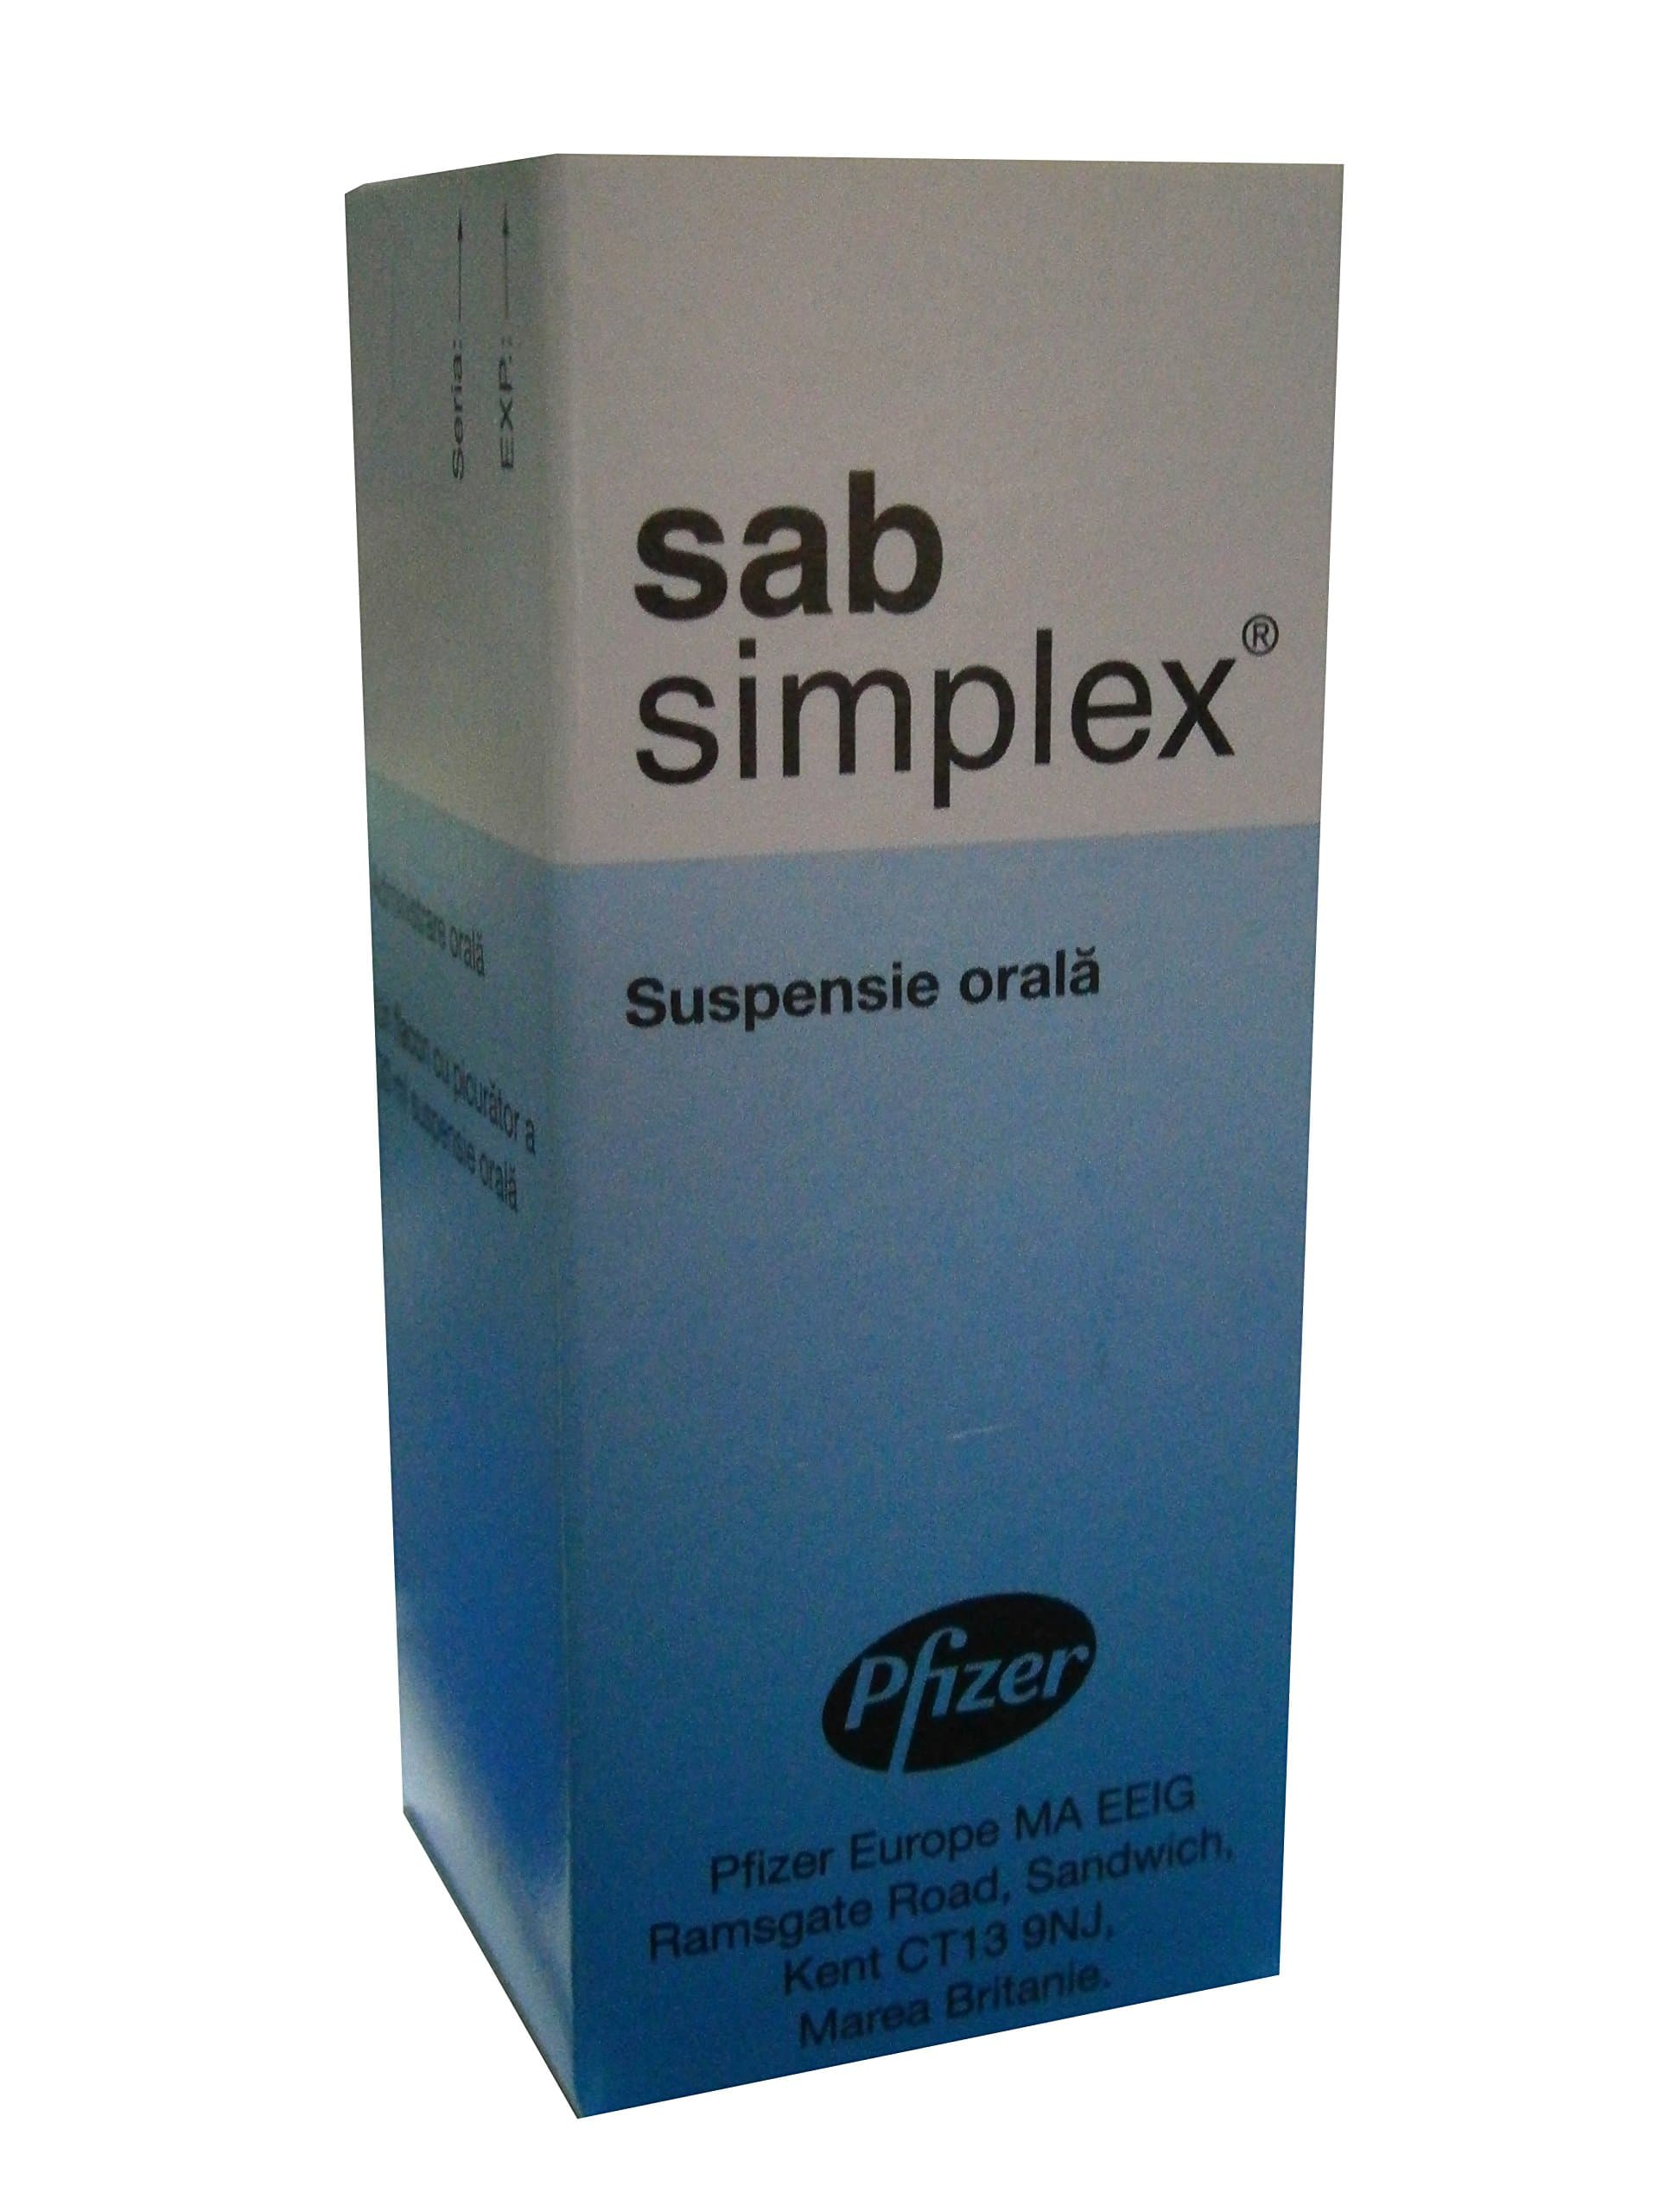 Seria:
EXP.:
sab
simplex®
Suspensie orală
administrare orală
flacon cu picurător a
suspensie orală
Pfizer
Pfizer Europe MA EEIG
Ramsgate Road, Sandwich,
Kent CT13 9NJ,
Marea Britanie.